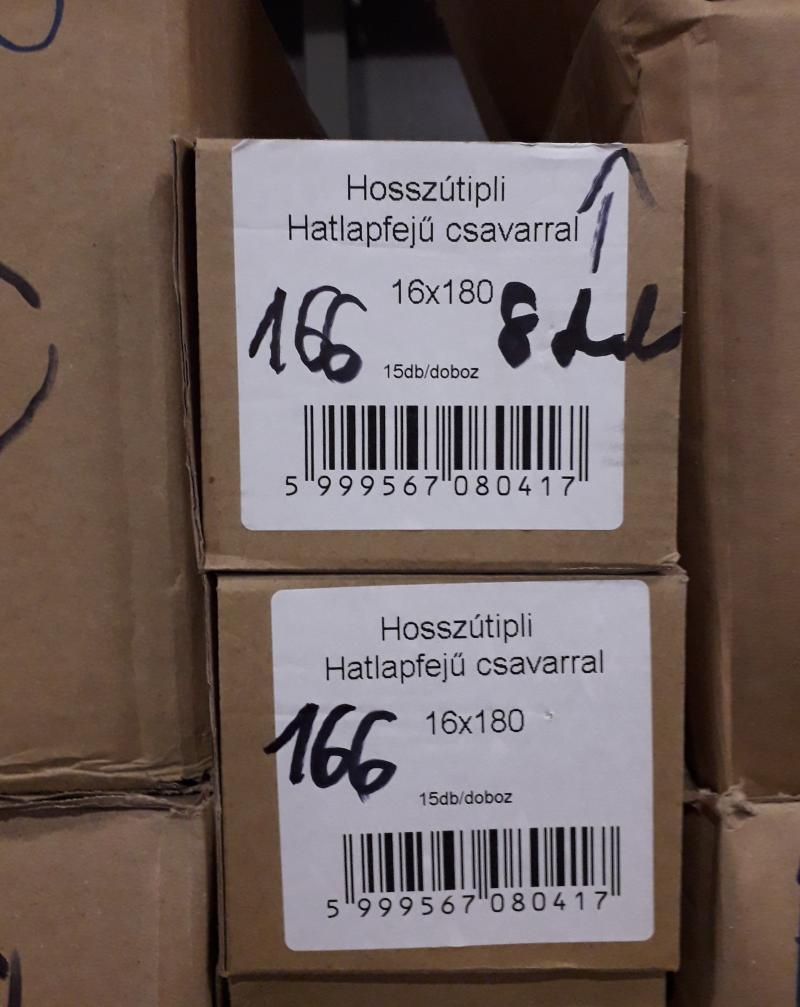 Hosszútipli
Hatlapfejű csavarral
16x180
166
8
15db/doboz
5 999567 080417
Hosszútipli
Hatlapfejű csavarral
16x180
166
15db/doboz
5 999567 080417